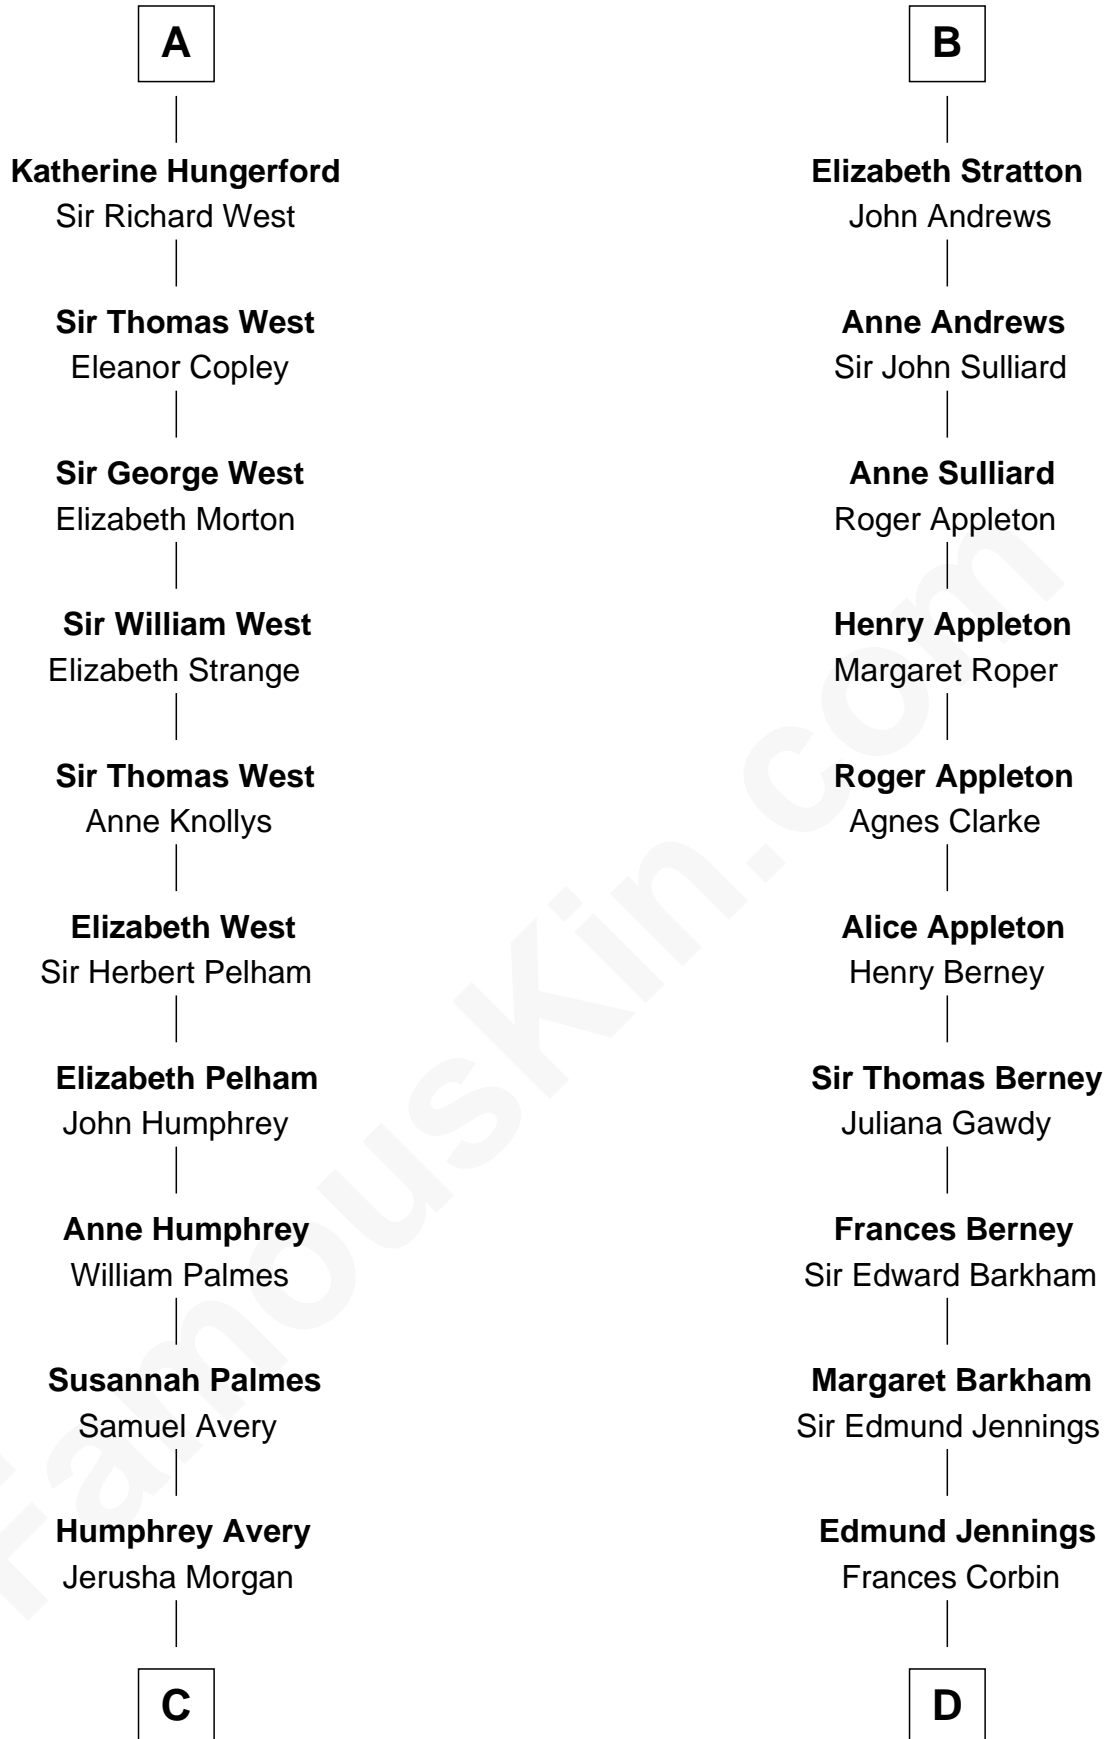 A
Katherine Hungerford
Sir Richard West
Sir Thomas West
Eleanor Copley
Sir George West
Elizabeth Morton
Sir William West
Elizabeth Strange
Sir Thomas West
Anne Knollys
Elizabeth West
Sir Herbert Pelham
Elizabeth Pelham
John Humphrey
Anne Humphrey
William Palmes
Susannah Palmes
Samuel Avery
Humphrey Avery
Jerusha Morgan
C
B
Elizabeth Stratton
John Andrews
Anne Andrews
Sir John Sulliard
Anne Sulliard
Roger Appleton
Henry Appleton
Margaret Roper
Roger Appleton
Agnes Clarke
Alice Appleton
Henry Berney
Sir Thomas Berney
Juliana Gawdy
Frances Berney
Sir Edward Barkham
Margaret Barkham
Sir Edmund Jennings
Edmund Jennings
Frances Corbin
D
FamousKin.com